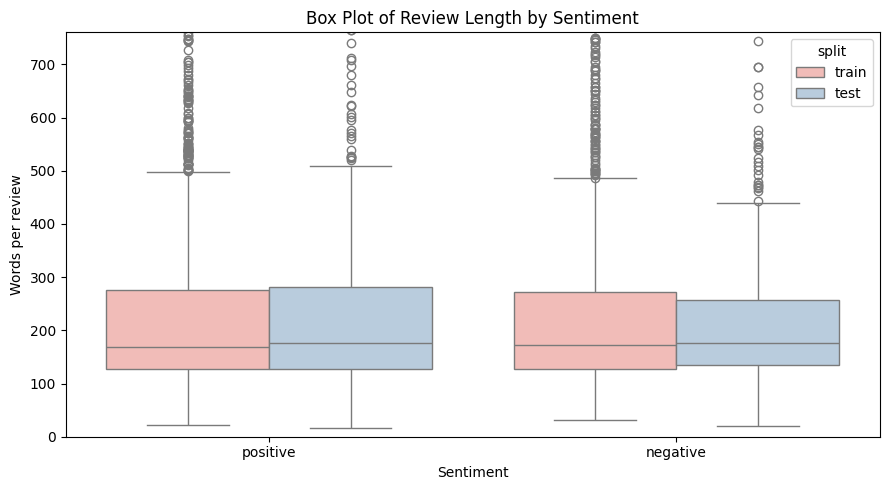 Box Plot of Review Length by Sentiment
split
train
test
Words per review
700
600
500
400
300
200
100
0
positive negative
Sentiment